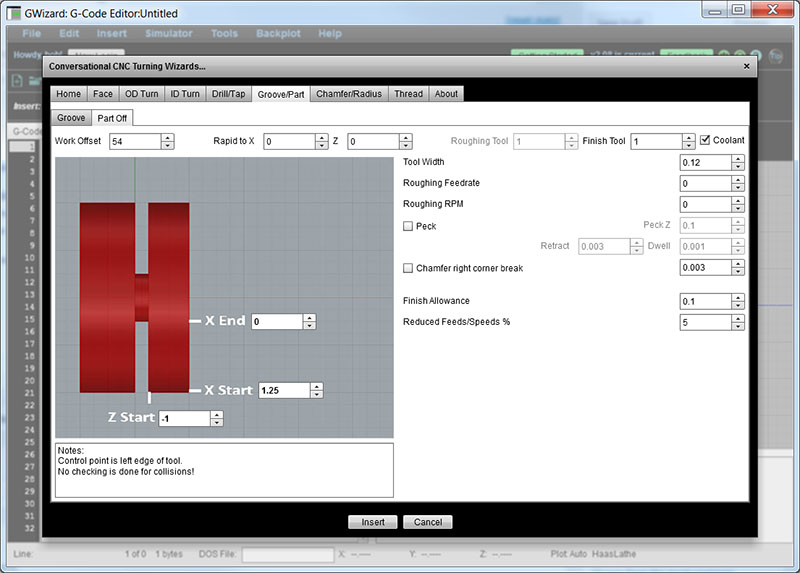 GWizard: G-Code Editor:Untitled
File Edit Insert Simulator Tools Backplot Help
Conversational CNC Turning Wizards...
Home Face OD Turn ID Turn Drill/Tap Groove/Part Chamfer/Radius Thread About
Groove Part Off
Work Offset 54 Rapid to X 0 Z 0 Roughing Tool 1 Finish Tool 1 Coolant
Tool Width 0.12
Roughing Feedrate 0
Roughing RPM 0
Peck Peck Z 0.1
Retract 0.003 Dwell 0.001
Chamfer right corner break 0.003
Finish Allowance 0.1
Reduced Feeds/Speeds % 5
X End 0
X Start 1.25
Z Start -1
Notes:
Control point is left edge of tool.
No checking is done for collisions!
Insert Cancel
Insert:
G-Code
1
2
3
4
5
6
7
8
9
10
11
12
13
14
15
16
17
18
19
20
21
22
23
24
25
26
27
28
29
30
31
32
Line: 1 of 0 1 bytes DOS File: X: --.---- Y: --.---- Z: --.---- Plot: Auto HaasLathe